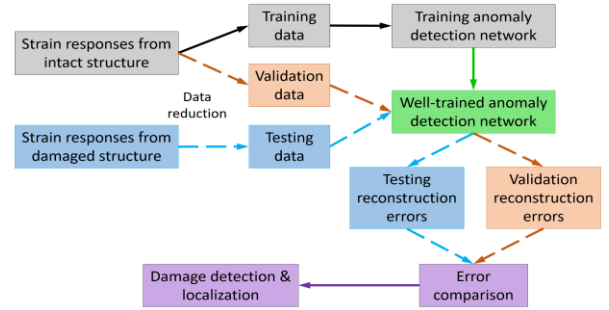 Strain responses from
intact structure
Training
data
Training anomaly
detection network
Validation
data
Data
reduction
Well-trained anomaly
detection network
Strain responses from
damaged structure
Testing
data
Testing
reconstruction
errors
Validation
reconstruction
errors
Damage detection &
localization
Error
comparison